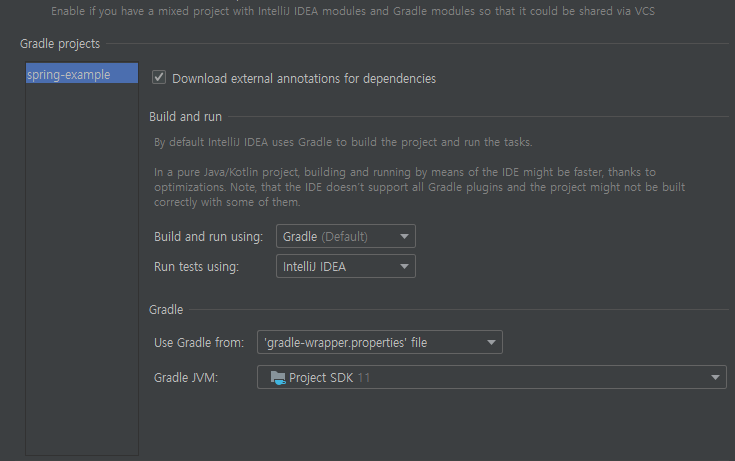 Enable if you have a mixed project with IntelliJ IDEA modules and Gradle modules so that it could be shared via VCS
Gradle projects
spring-example
Download external annotations for dependencies
Build and run
By default IntelliJ IDEA uses Gradle to build the project and run the tasks.
In a pure Java/Kotlin project, building and running by means of the IDE might be faster, thanks to
optimizations. Note, that the IDE doesn't support all Gradle plugins and the project might not be built
correctly with some of them.
Build and run using: Gradle (Default)
Run tests using: IntelliJ IDEA
Gradle
Use Gradle from: 'gradle-wrapper.properties' file
Gradle JVM: Project SDK 11